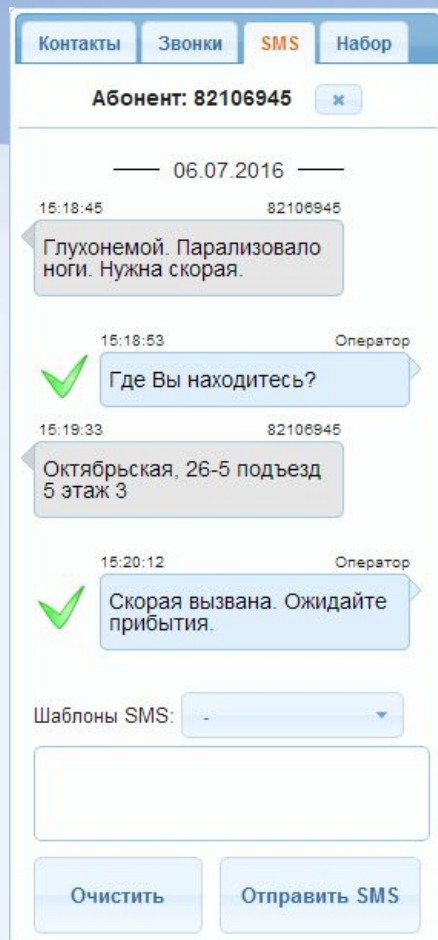 Контакты Звонки SMS Набор
Абонент: 82106945 ×
06.07.2016
15:18:45 82106945
Глухонемой. Парализовало
ноги. Нужна скорая.
15:18:53 Оператор
Где Вы находитесь?
15:19:33 82106945
Октябрьская, 26-5 подъезд
5 этаж 3
15:20:12 Оператор
Скорая вызвана. Ожидайте
прибытия.
Шаблоны SMS: -
Очистить Отправить SMS